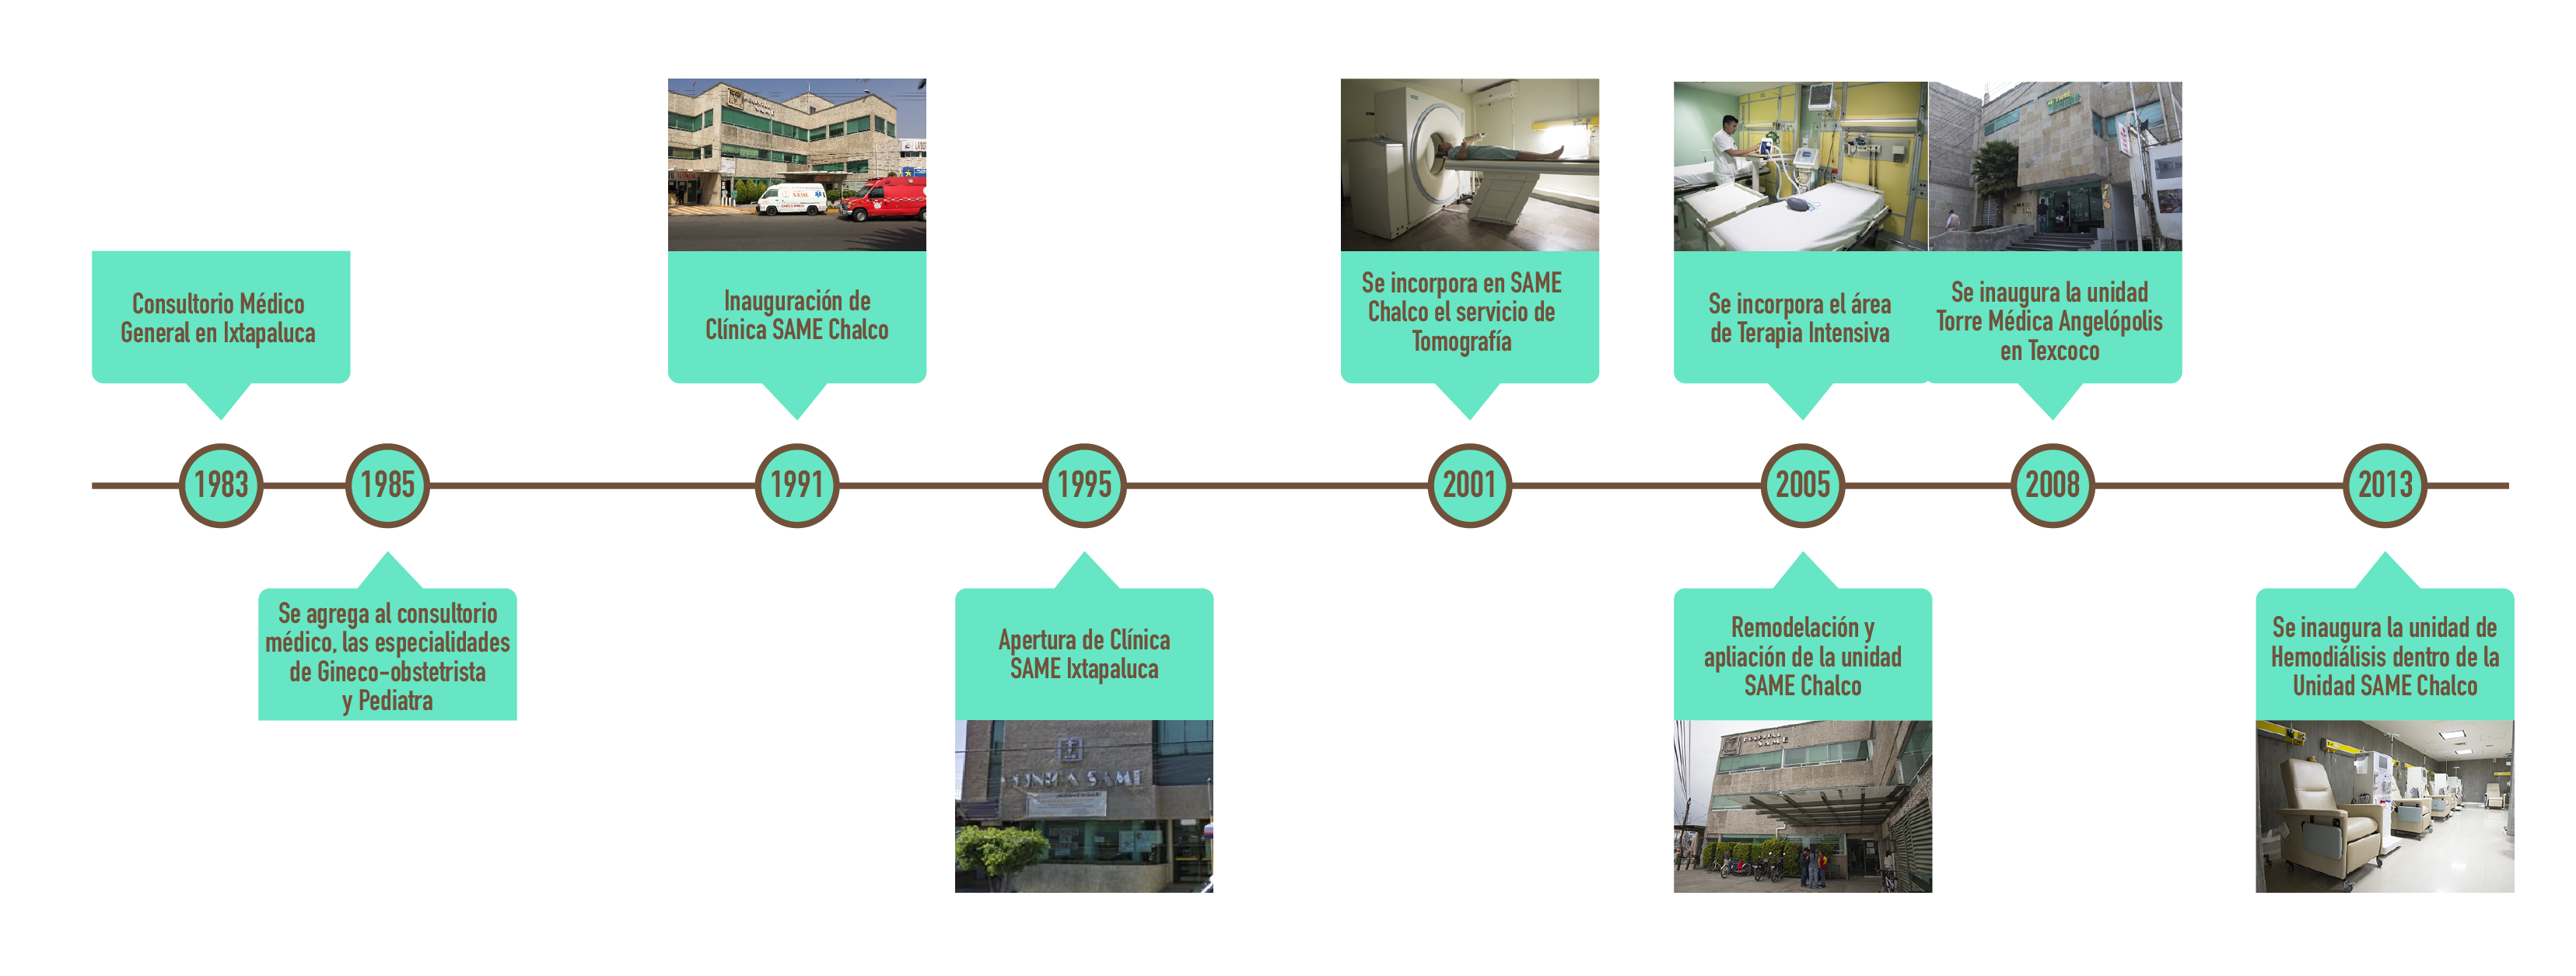 Consultorio Médico
General en Ixtapaluca
1983
1985
Se agrega al consultorio
médico, las especialidades
de Gineco-obstetrista
y Pediatra
SAME
Inauguración de
Clínica SAME Chalco
1991
1995
Apertura de Clínica
SAME Ixtapaluca
CLINICA SAME
Se incorpora en SAME
Chalco el servicio de
Tomografía
2001
Se incorpora el área
de Terapia Intensiva
2005
Remodelación y
apliación de la unidad
SAME Chalco
SAME
Se inaugura la unidad
Torre Médica Angelópolis
en Texcoco
2008
2013
Se inaugura la unidad de
Hemodiálisis dentro de la
Unidad SAME Chalco